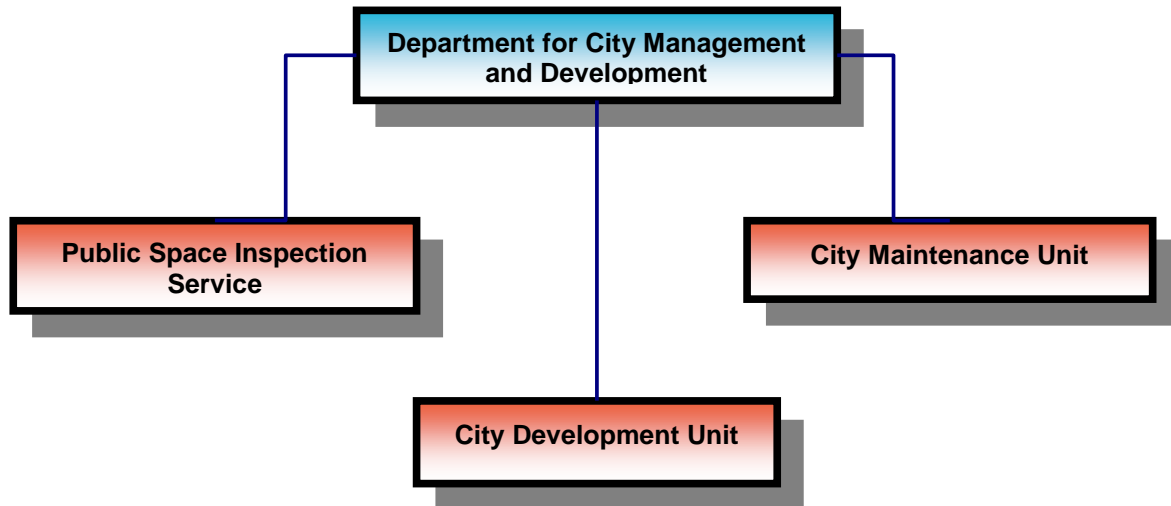 Department for City Management
and Development
Public Space Inspection
Service
City Maintenance Unit
City Development Unit